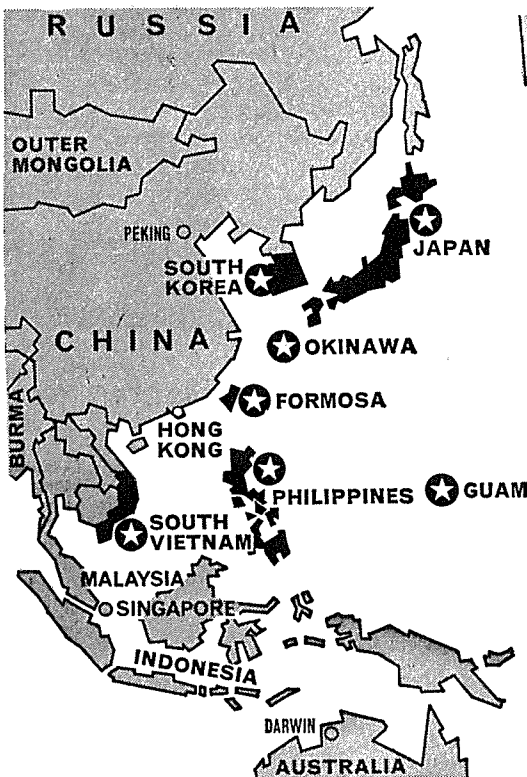 RUSSIA
OUTER
MONGOLIA
PEKING
JAPAN
SOUTH
KOREA
CHINA
OKINAWA
FORMOSA
BURMA
HONG
KONG
PHILIPPINES
GUAM
SOUTH
VIETNAM
MALAYSIA
SINGAPORE
INDONESIA
DARWIN
AUSTRALIA